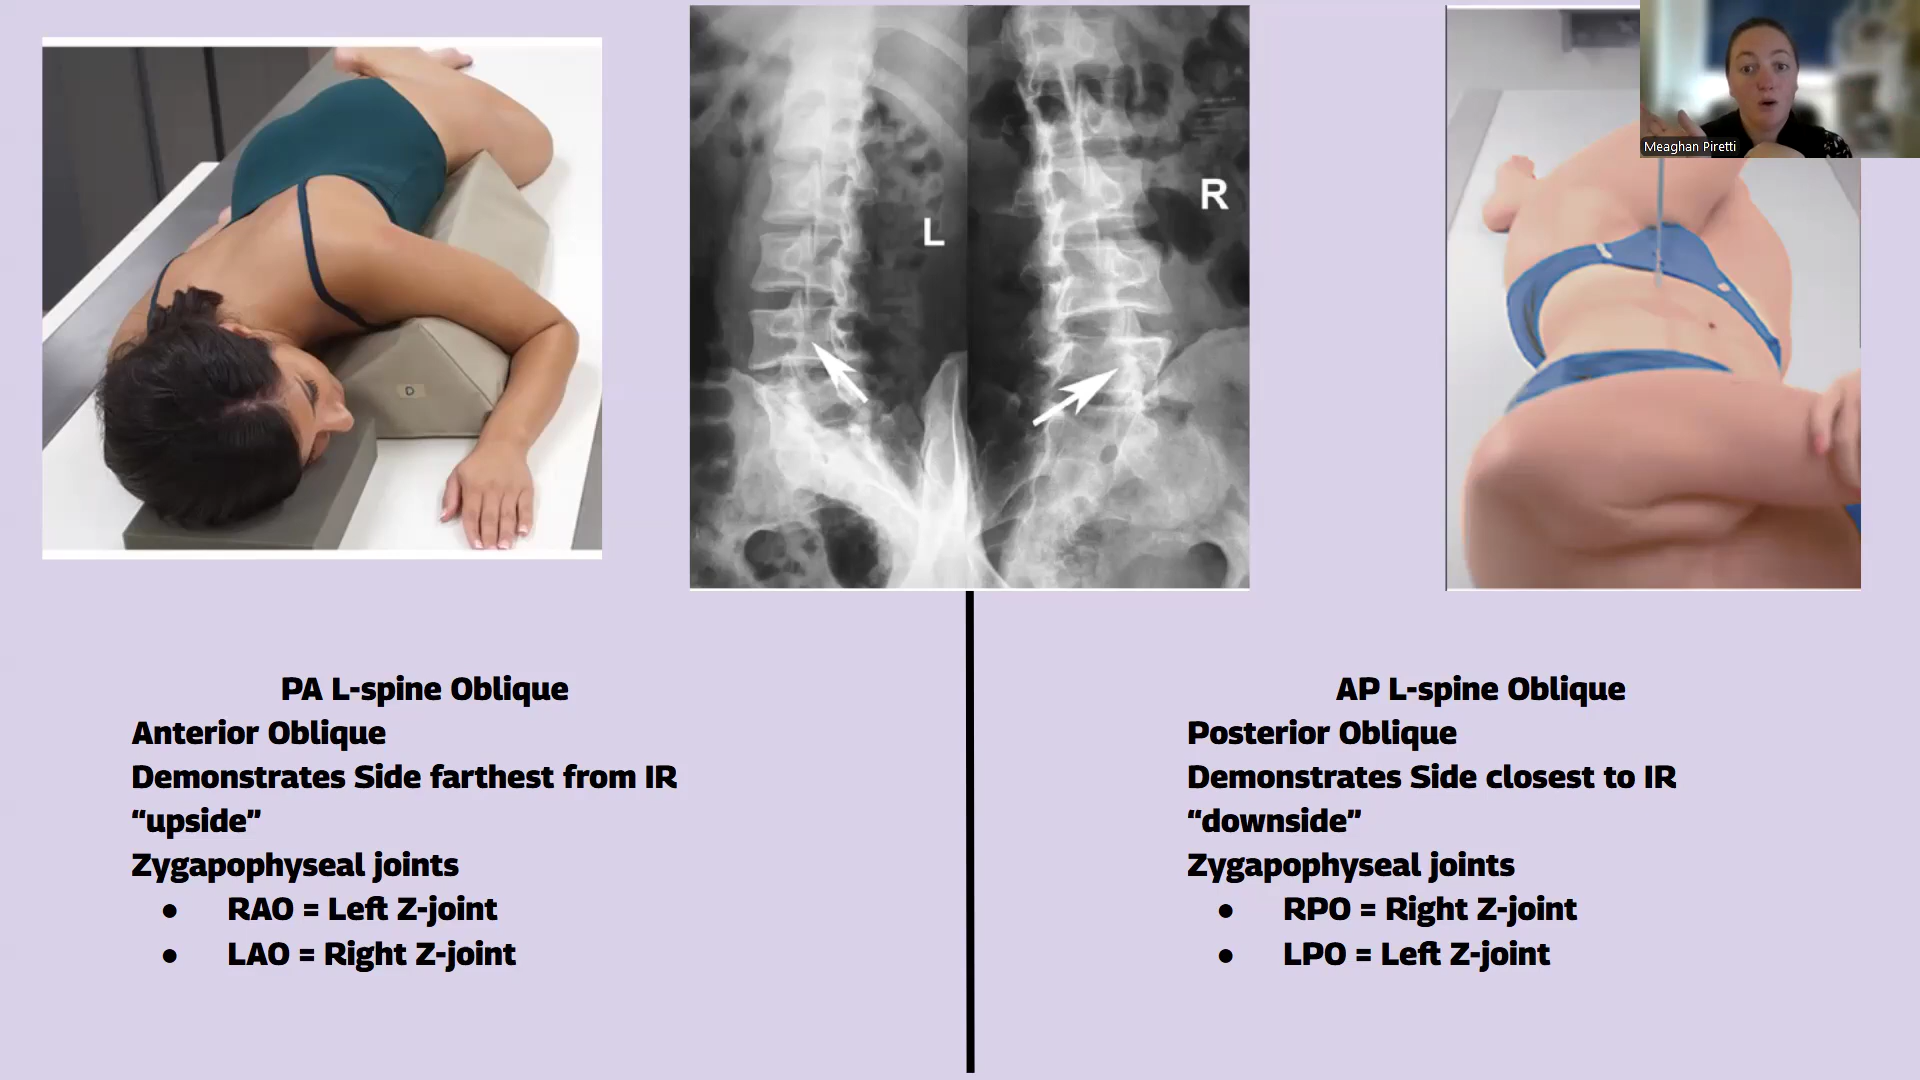 L
R
Meaghan Piretti
D
PA L-spine Oblique
Anterior Oblique
Demonstrates Side farthest from IR
“upside”
Zygapophyseal joints
● RAO = Left Z-joint
● LAO = Right Z-joint
AP L-spine Oblique
Posterior Oblique
Demonstrates Side closest to IR
“downside”
Zygapophyseal joints
● RPO = Right Z-joint
● LPO = Left Z-joint